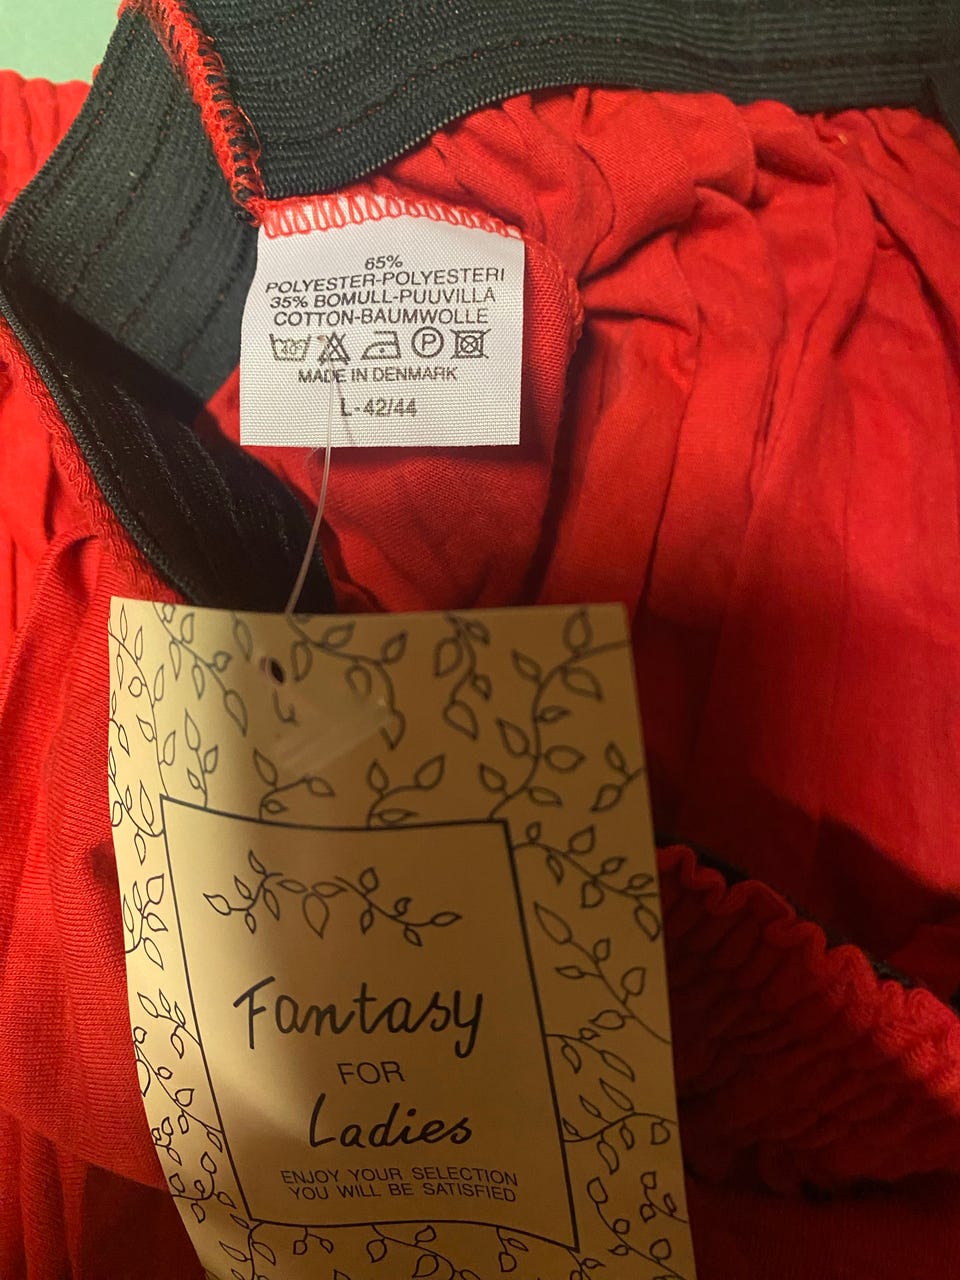 65%
POLYESTER-POLYESTERI
35% BOMULL-PUUVILLA
COTTON-BAUMWOLLE
P
MADE IN DENMARK
L-42/44
Fantasy
FOR
Ladies
ENJOY YOUR SELECTION
YOU WILL BE SATISFIED